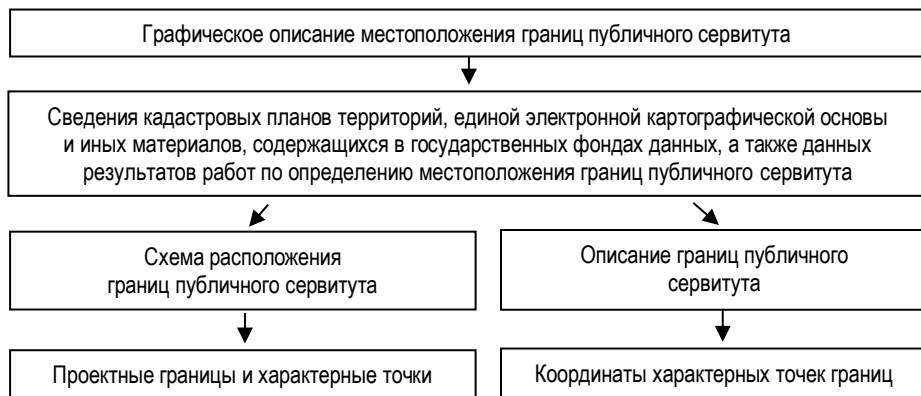 Графическое описание местоположения границ публичного сервитута
Сведения кадастровых планов территорий, единой электронной картографической основы
и иных материалов, содержащихся в государственных фондах данных, а также данных
результатов работ по определению местоположения границ публичного сервитута
Схема расположения
границ публичного сервитута
Описание границ публичного
сервитута
Проектные границы и характерные точки
Координаты характерных точек границ